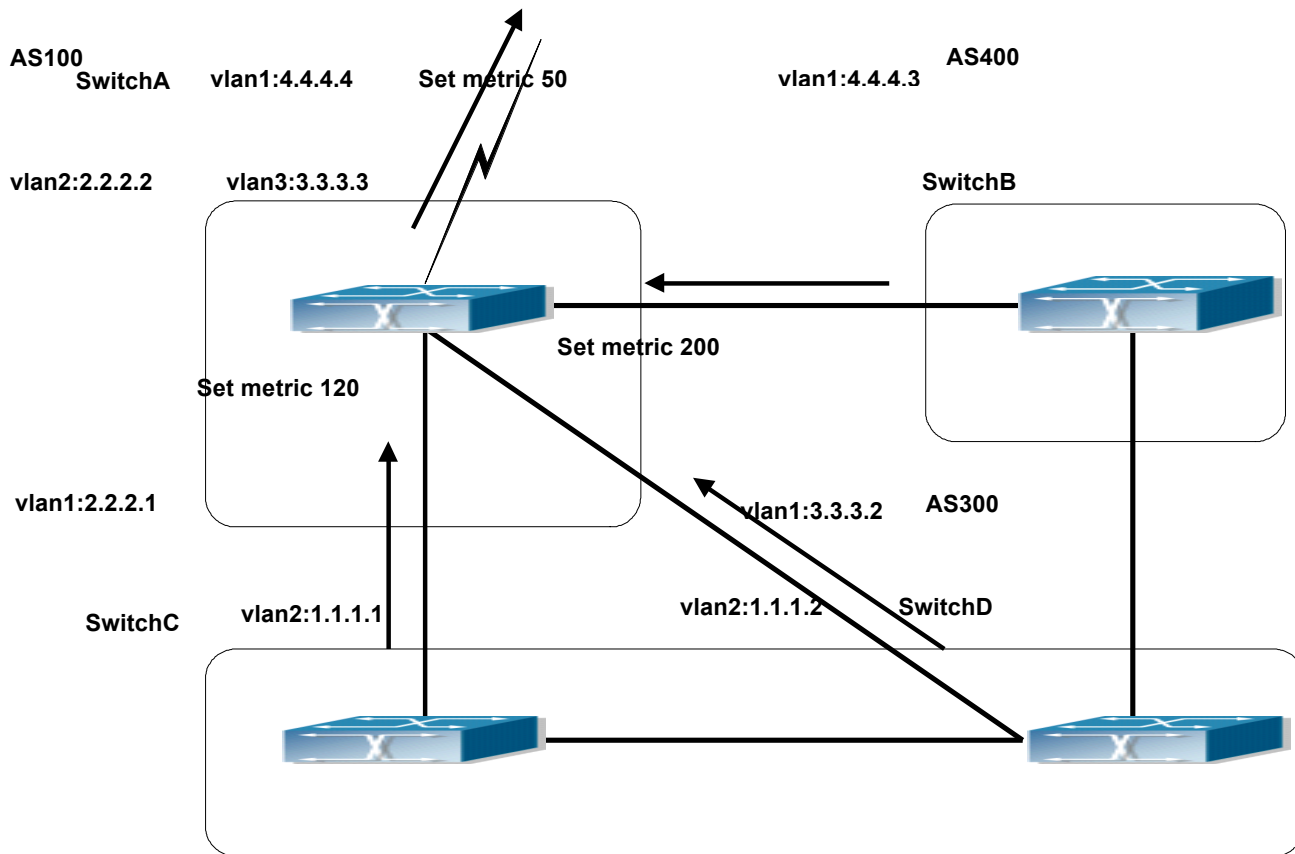 AS100
SwitchA
vlan1:4.4.4.4
Set metric 50
vlan1:4.4.4.3
AS400
vlan2:2.2.2.2
vlan3:3.3.3.3
SwitchB
Set metric 200
Set metric 120
vlan1:2.2.2.1
vlan1:3.3.3.2
AS300
SwitchC
vlan2:1.1.1.1
vlan2:1.1.1.2
SwitchD